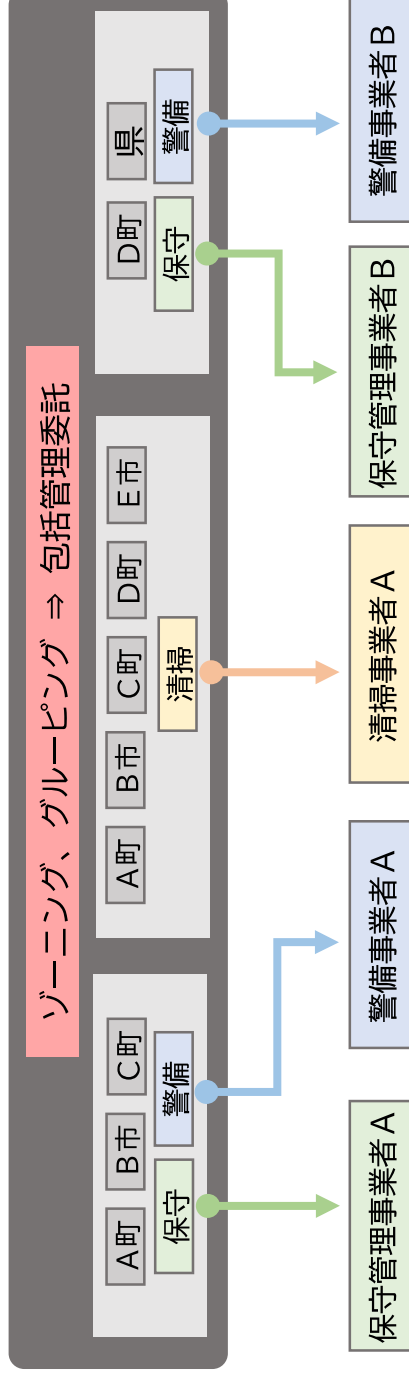 ゾーニング、グルーピング ⇒ 包括管理委託
A町
B市
C町
保守
警備
A町
B市
C町
D町
E市
清掃
D町
県
保守
警備
保守管理事業者A
警備事業者A
清掃事業者A
保守管理事業者B
警備事業者B